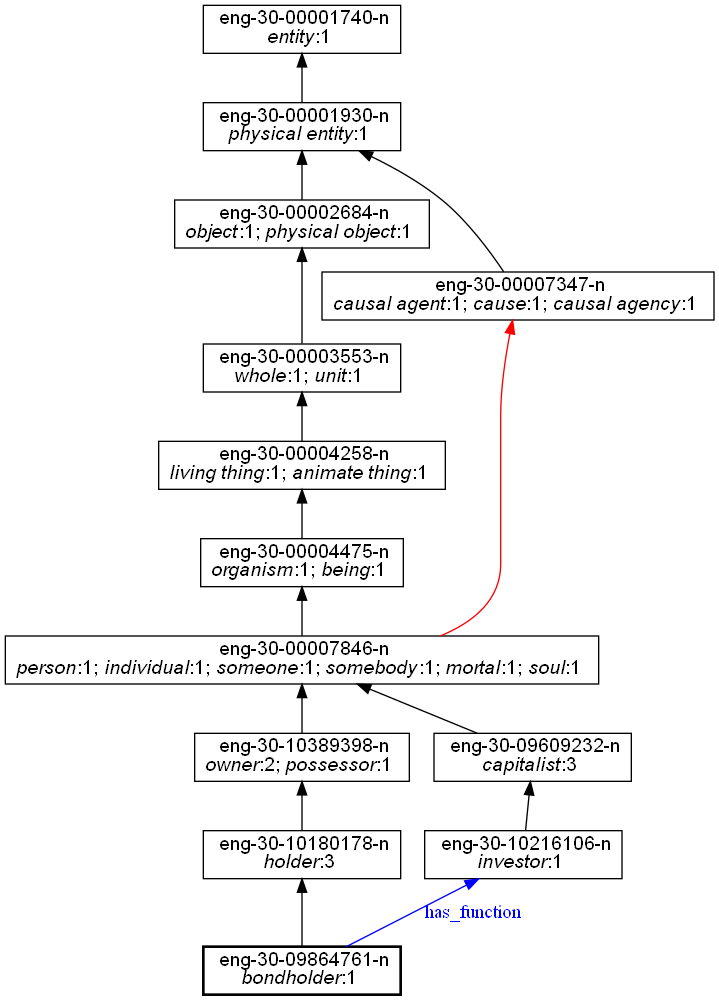 eng-30-00001740-n
entity:1
eng-30-00001930-n
physical entity:1
eng-30-00002684-n
object:1; physical object:1
eng-30-00007347-n
causal agent:1; cause:1; causal agency:1
eng-30-00003553-n
whole:1; unit:1
eng-30-00004258-n
living thing:1; animate thing:1
eng-30-00004475-n
organism:1; being:1
eng-30-00007846-n
person:1; individual:1; someone:1; somebody:1; mortal:1; soul:1
eng-30-10389398-n
owner:2; possessor:1
eng-30-09609232-n
capitalist:3
eng-30-10180178-n
holder:3
eng-30-10216106-n
investor:1
has_function
eng-30-09864761-n
bondholder:1